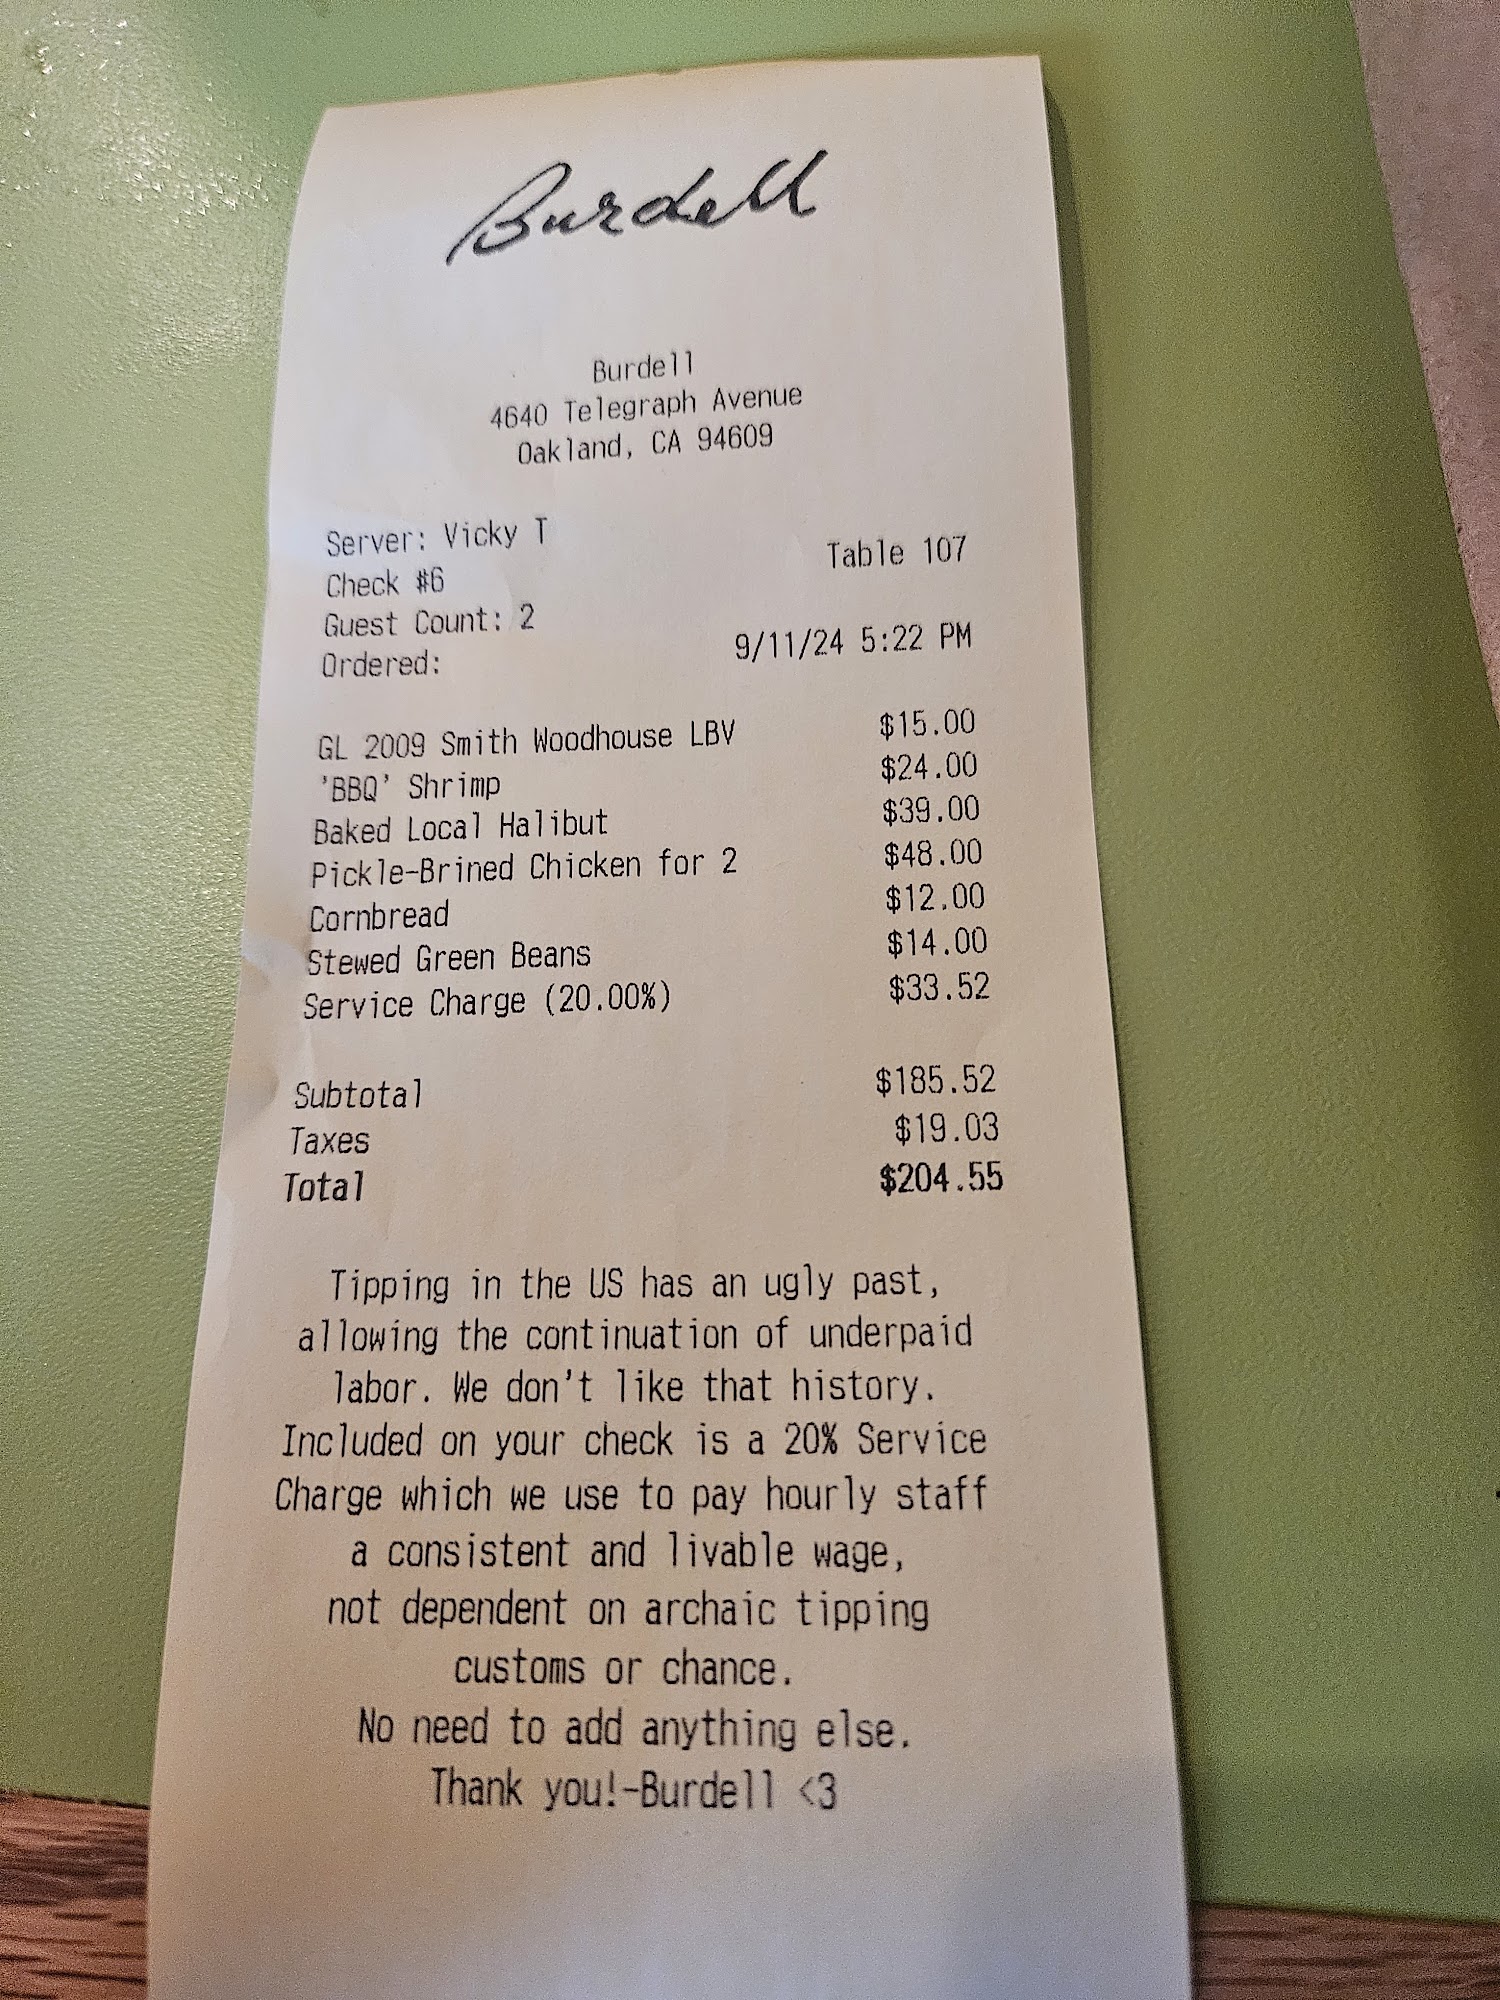 Burdell
Burdell
4640 Telegraph Avenue
Oakland, CA 94609
Server: Vicky T
Check #6 Table 107
Guest Count: 2
Ordered: 9/11/24 5:22 PM
GL 2009 Smith Woodhouse LBV $15.00
'BBQ' Shrimp $24.00
Baked Local Halibut $39.00
Pickle-Brined Chicken for 2 $48.00
Cornbread $12.00
Stewed Green Beans $14.00
Service Charge (20.00%) $33.52
Subtotal $185.52
Taxes $19.03
Total $204.55
Tipping in the US has an ugly past,
allowing the continuation of underpaid
labor. We don't like that history.
Included on your check is a 20% Service
Charge which we use to pay hourly staff
a consistent and livable wage,
not dependent on archaic tipping
customs or chance.
No need to add anything else.
Thank you!-Burdell <3